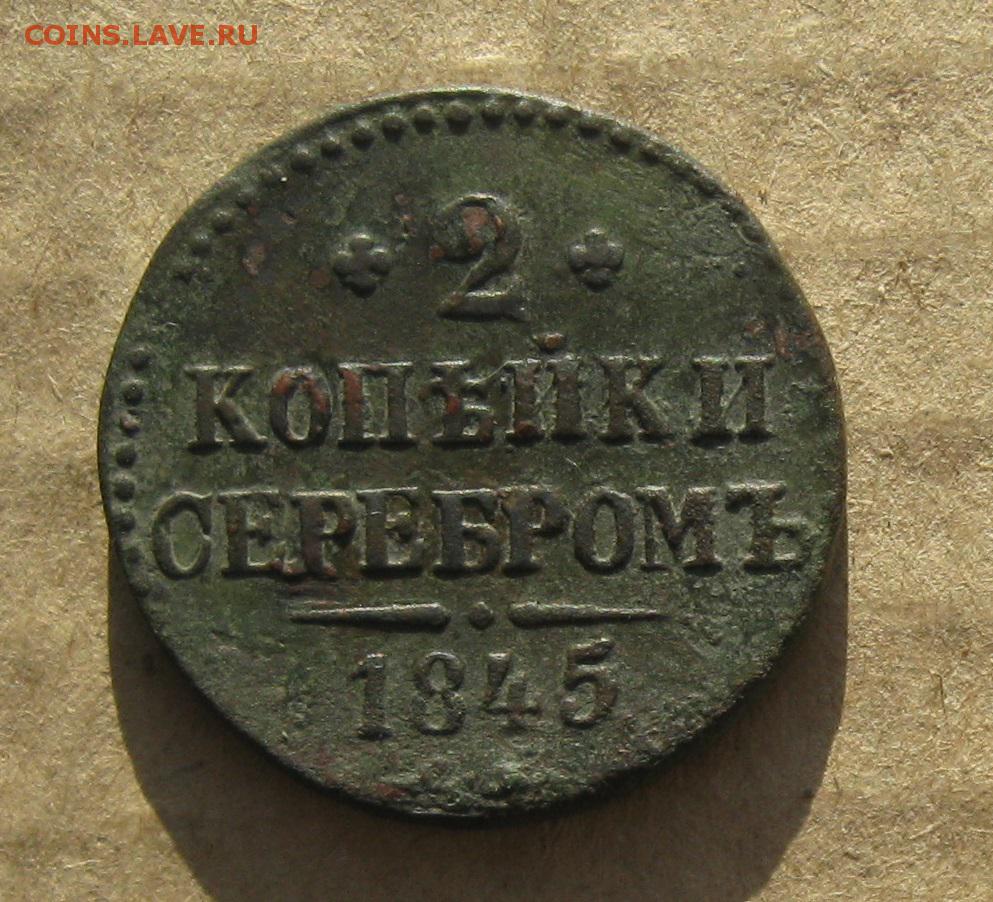 COINS.LAVE.RU
2
КОПѢЙКИ
СЕРЕБРОМЪ
1845